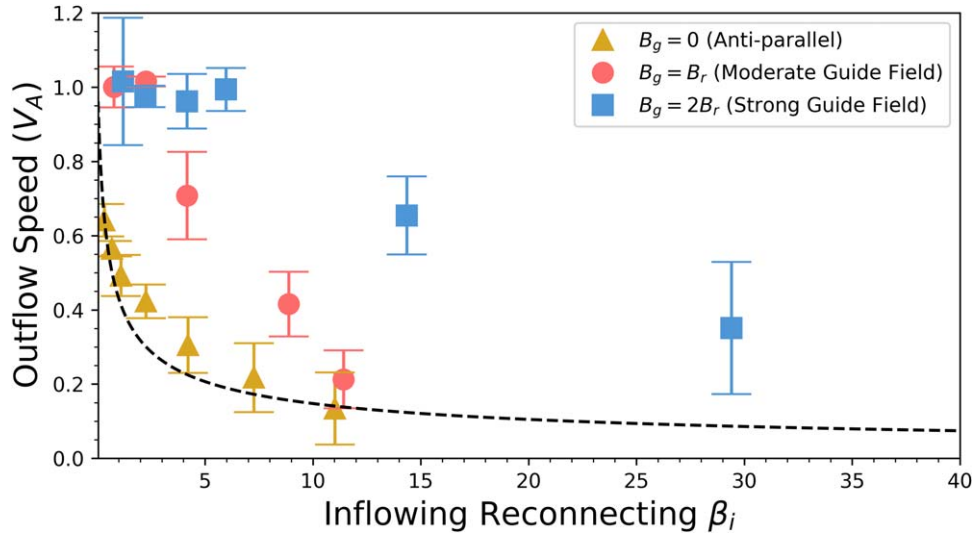 1.2
1.0
0.8
0.6
0.4
0.2
0.0
Outflow Speed (V_A)
B_g = 0 (Anti-parallel)
B_g = B_r (Moderate Guide Field)
B_g = 2B_r (Strong Guide Field)
5 10 15 20 25 30 35 40
Inflowing Reconnecting β_i